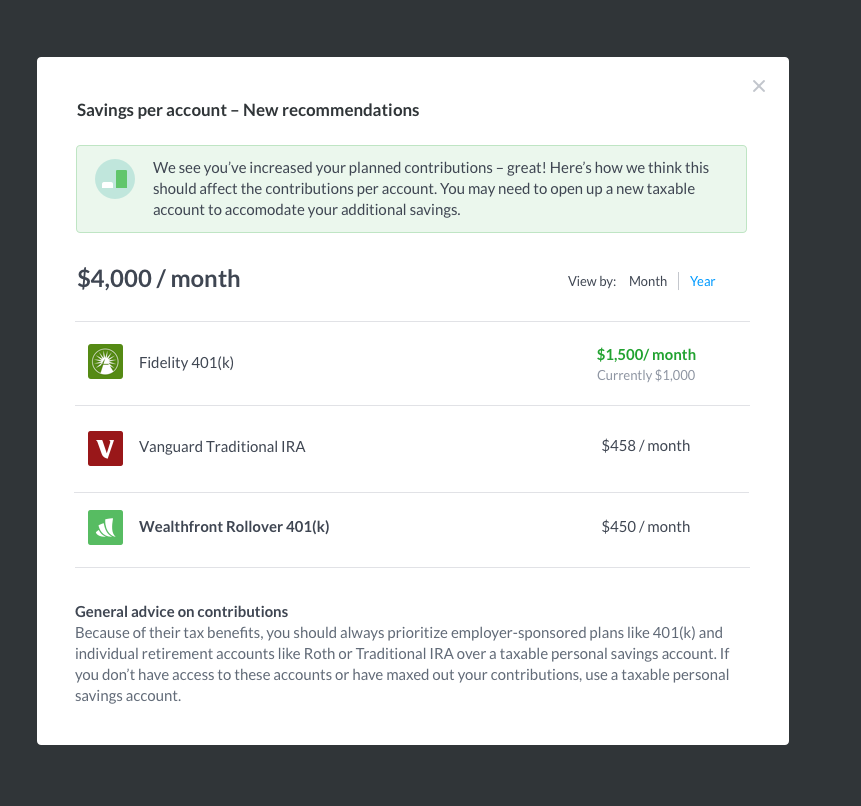 Savings per account – New recommendations
We see you’ve increased your planned contributions – great! Here’s how we think this
should affect the contributions per account. You may need to open up a new taxable
account to accomodate your additional savings.
$4,000 / month
View by: Month Year
Fidelity 401(k)
$1,500/ month
Currently $1,000
V
Vanguard Traditional IRA
$458 / month
Wealthfront Rollover 401(k)
$450 / month
General advice on contributions
Because of their tax benefits, you should always prioritize employer-sponsored plans like 401(k) and
individual retirement accounts like Roth or Traditional IRA over a taxable personal savings account. If
you don’t have access to these accounts or have maxed out your contributions, use a taxable personal
savings account.